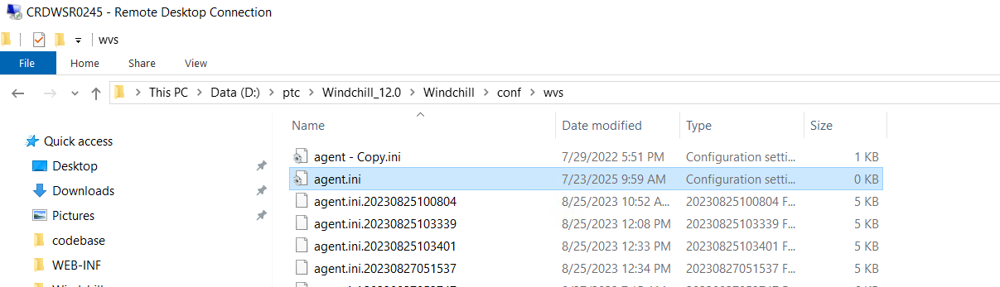 CRDWSR0245 - Remote Desktop Connection
wvs
File Home Share View
This PC Data (D:) ptc Windchill_12.0 Windchill conf wvs
Name Date modified Type Size
Quick access
Desktop
Downloads
Pictures
codebase
WEB-INF
agent - Copy.ini 7/29/2022 5:51 PM Configuration setti... 1 KB
agent.ini 7/23/2025 9:59 AM Configuration setti... 0 KB
agent.ini.20230825100804 8/25/2023 10:52 A... 20230825100804 F... 5 KB
agent.ini.20230825103339 8/25/2023 12:08 PM 20230825103339 F... 5 KB
agent.ini.20230825103401 8/25/2023 12:33 PM 20230825103401 F... 5 KB
agent.ini.20230827051537 8/25/2023 12:34 PM 20230827051537 F... 5 KB